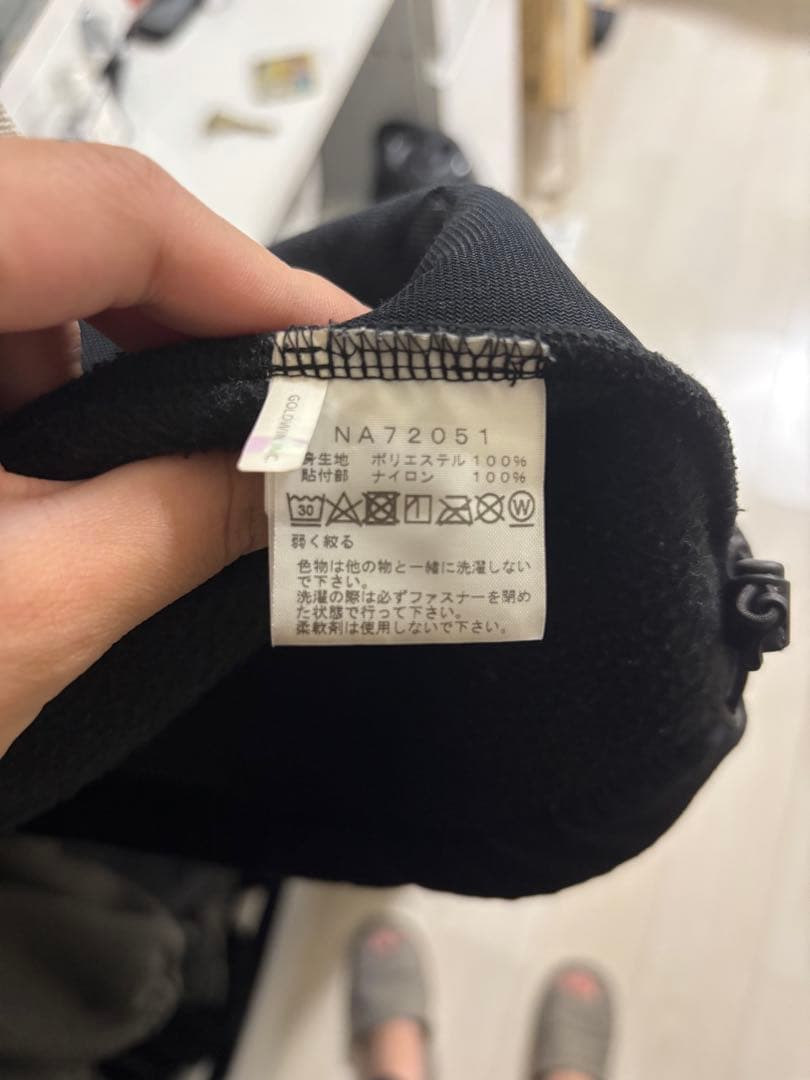 GOLDWIN
NA72051
身生地 ポリエステル 100%
貼付部 ナイロン 100%
30
W
弱く絞る
色物は他の物と一緒に洗濯しない
で下さい。
洗濯の際は必ずファスナーを閉め
た状態で行って下さい。
柔軟剤は使用しないで下さい。